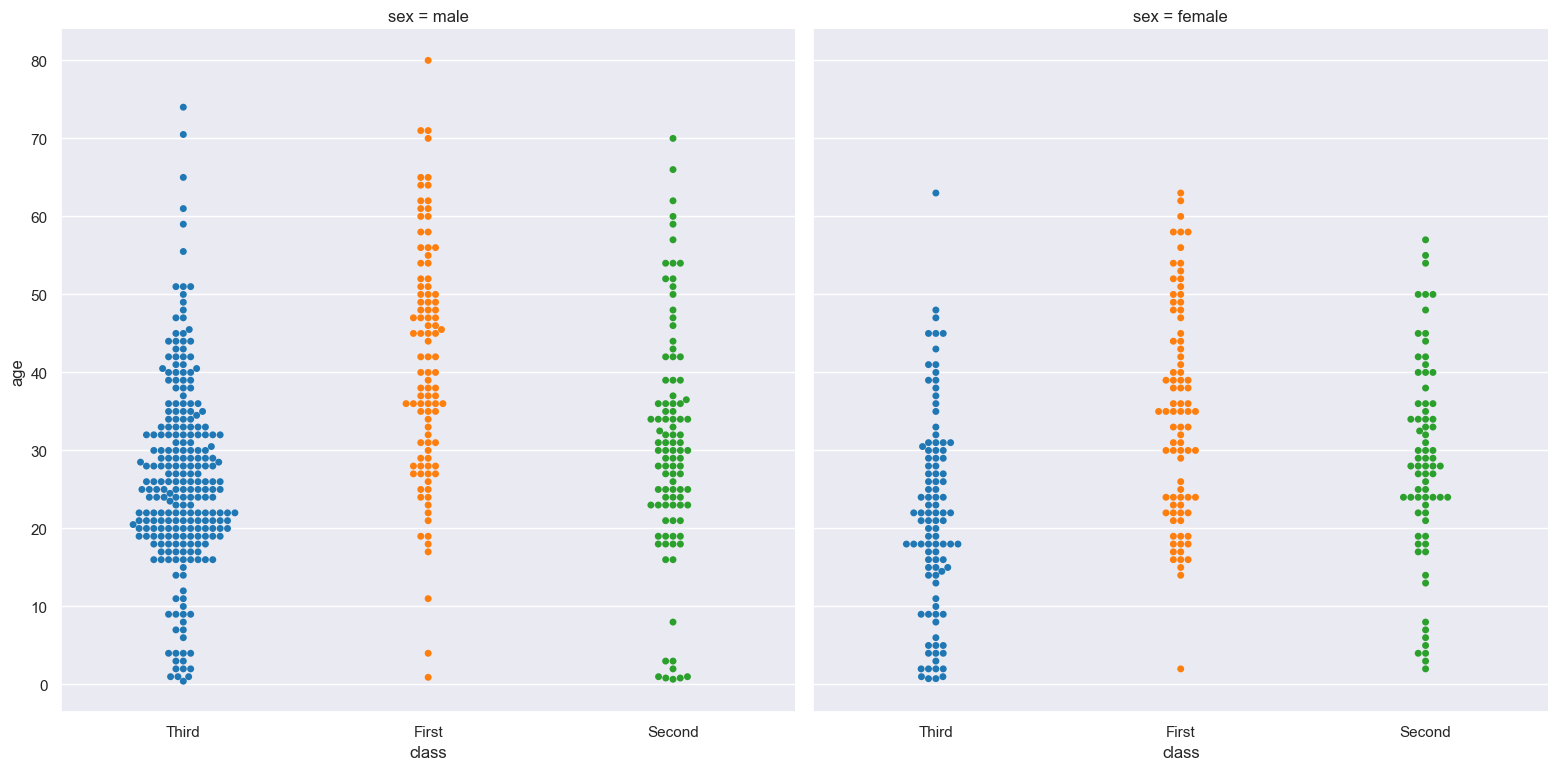 sex = male
sex = female
age
80
70
60
50
40
30
20
10
0
Third
First
Second
class
Third
First
Second
class